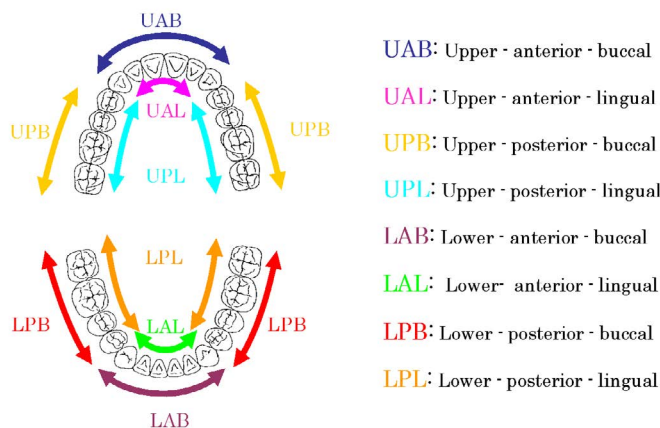 UAB
UPB
UAL
UPB
UPL
LPL
LPB
LAL
LPB
LAB
UAB: Upper - anterior - buccal
UAL: Upper - anterior - lingual
UPB: Upper - posterior - buccal
UPL: Upper - posterior - lingual
LAB: Lower - anterior - buccal
LAL: Lower- anterior - lingual
LPB: Lower - posterior - buccal
LPL: Lower - posterior - lingual